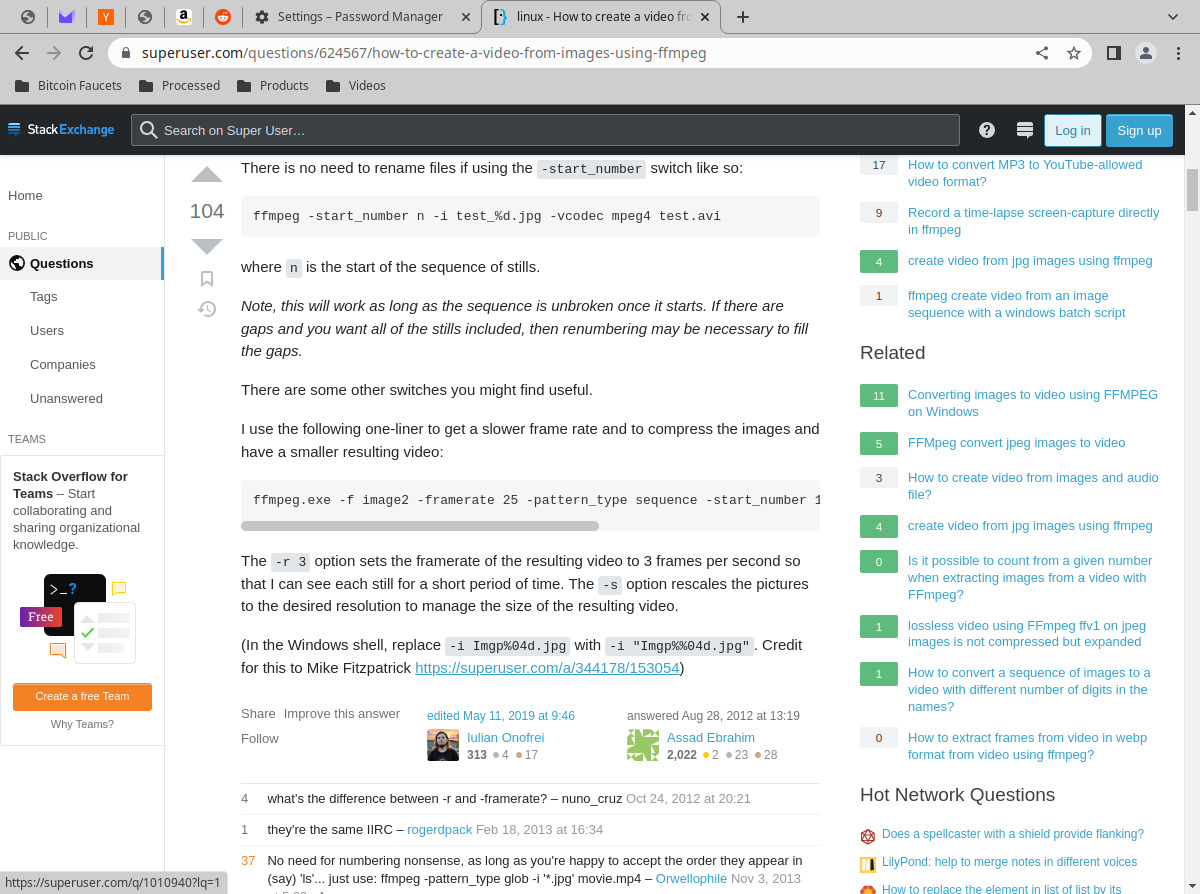 Settings – Password Manager
linux - How to create a video fro
superuser.com/questions/624567/how-to-create-a-video-from-images-using-ffmpeg
Bitcoin Faucets
Processed
Products
Videos
StackExchange
Search on Super User…
Log in
Sign up
Home
PUBLIC
Questions
Tags
Users
Companies
Unanswered
TEAMS
Stack Overflow for
Teams – Start
collaborating and
sharing organizational
knowledge.
>_?
Free
Create a free Team
Why Teams?
104
There is no need to rename files if using the -start_number switch like so:
ffmpeg -start_number n -i test_%d.jpg -vcodec mpeg4 test.avi
where n is the start of the sequence of stills.
Note, this will work as long as the sequence is unbroken once it starts. If there are
gaps and you want all of the stills included, then renumbering may be necessary to fill
the gaps.
There are some other switches you might find useful.
I use the following one-liner to get a slower frame rate and to compress the images and
have a smaller resulting video:
ffmpeg.exe -f image2 -framerate 25 -pattern_type sequence -start_number 1
The -r 3 option sets the framerate of the resulting video to 3 frames per second so
that I can see each still for a short period of time. The -s option rescales the pictures
to the desired resolution to manage the size of the resulting video.
(In the Windows shell, replace -i Imgp%04d.jpg with -i "Imgp%%04d.jpg". Credit
for this to Mike Fitzpatrick https://superuser.com/a/344178/153054)
Share Improve this answer
Follow
edited May 11, 2019 at 9:46
Iulian Onofrei
313 4 17
answered Aug 28, 2012 at 13:19
Assad Ebrahim
2,022 2 23 28
4 what's the difference between -r and -framerate? – nuno_cruz Oct 24, 2012 at 20:21
1 they're the same IIRC – rogerdpack Feb 18, 2013 at 16:34
37 No need for numbering nonsense, as long as you're happy to accept the order they appear in
(say) 'ls'... just use: ffmpeg -pattern_type glob -i '*.jpg' movie.mp4 – Orwellophile Nov 3, 2013
17 How to convert MP3 to YouTube-allowed
video format?
9 Record a time-lapse screen-capture directly
in ffmpeg
4 create video from jpg images using ffmpeg
1 ffmpeg create video from an image
sequence with a windows batch script
Related
11 Converting images to video using FFMPEG
on Windows
5 FFMpeg convert jpeg images to video
3 How to create video from images and audio
file?
4 create video from jpg images using ffmpeg
0 Is it possible to count from a given number
when extracting images from a video with
FFmpeg?
1 lossless video using FFmpeg ffv1 on jpeg
images is not compressed but expanded
1 How to convert a sequence of images to a
video with different number of digits in the
names?
0 How to extract frames from video in webp
format from video using ffmpeg?
Hot Network Questions
Does a spellcaster with a shield provide flanking?
LilyPond: help to merge notes in different voices
How to replace the element in list of list by its
https://superuser.com/q/1010940?lq=1